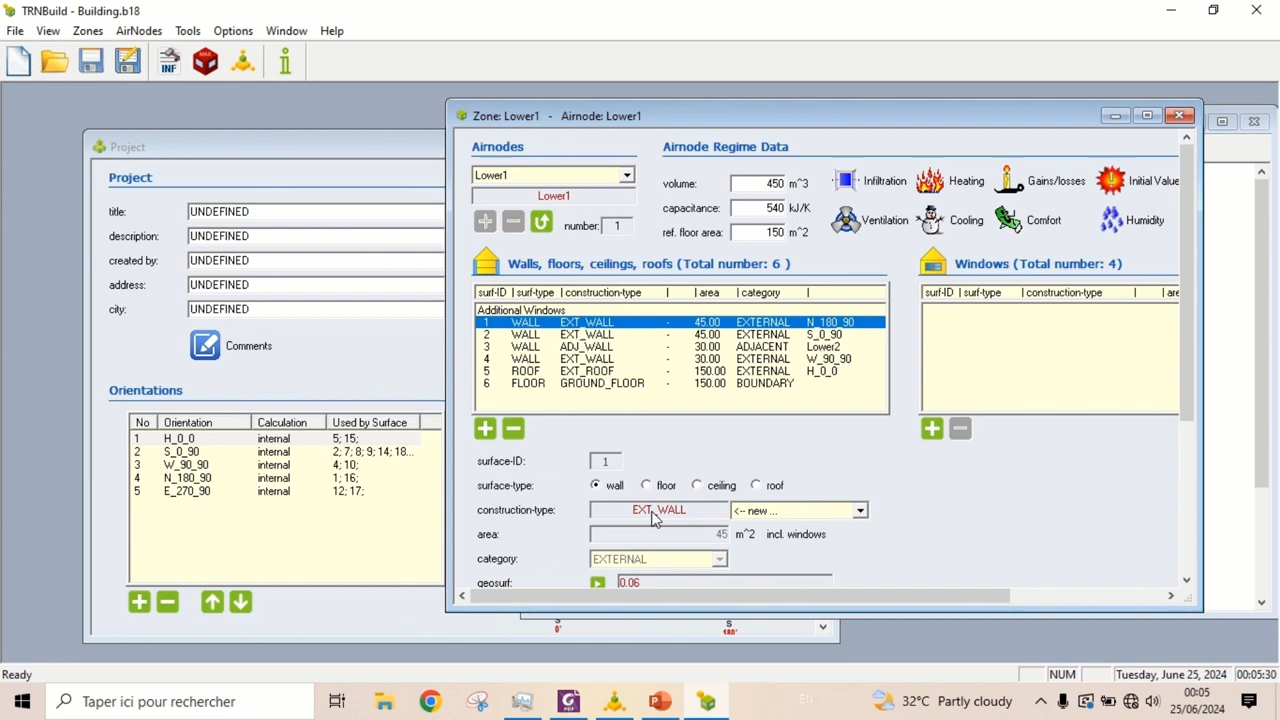 TRNBuild - Building.b18
File View Zones AirNodes Tools Options Window Help
INF
MAX
Project
Project
title: UNDEFINED
description: UNDEFINED
created by: UNDEFINED
address: UNDEFINED
city: UNDEFINED
Comments
Orientations
No Orientation Calculation Used by Surface
1 H_0_0 internal 5; 15;
2 S_0_90 internal 2; 7; 8; 9; 14; 18...
3 W_90_90 internal 4; 10;
4 N_180_90 internal 1; 16;
5 E_270_90 internal 12; 17;
Zone: Lower1 - Airnode: Lower1
Airnodes
Lower1
Lower1
number: 1
Airnode Regime Data
volume: 450 m^3
capacitance: 540 kJ/K
ref. floor area: 150 m^2
Infiltration Heating Gains/losses Initial Value
Ventilation Cooling Comfort Humidity
Walls, floors, ceilings, roofs (Total number: 6 )
surf-ID | surf-type | construction-type | | area | category |
Additional Windows
1 WALL EXT_WALL - 45.00 EXTERNAL N_180_90
2 WALL EXT_WALL - 45.00 EXTERNAL S_0_90
3 WALL ADJ_WALL - 30.00 ADJACENT Lower2
4 WALL EXT_WALL - 30.00 EXTERNAL W_90_90
5 ROOF EXT_ROOF - 150.00 EXTERNAL H_0_0
6 FLOOR GROUND_FLOOR - 150.00 BOUNDARY
Windows (Total number: 4)
surf-ID | surf-type | construction-type | are
surface-ID: 1
surface-type: wall floor ceiling roof
construction-type: EXT_WALL <-- new ...
area: 45 m^2 incl. windows
category: EXTERNAL
geosurf: 0.06
S S
0° 180°
Ready NUM Tuesday, June 25, 2024 00:05:30
Taper ici pour rechercher
32°C Partly cloudy
00:05
25/06/2024